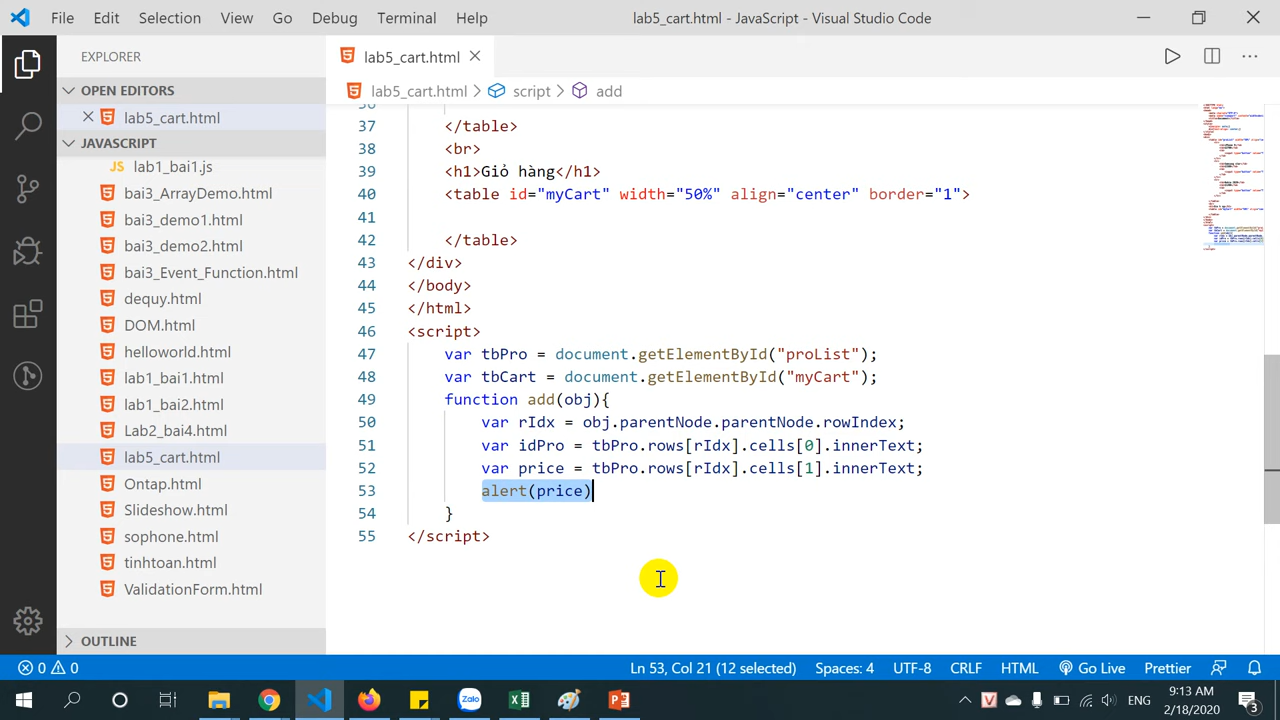 File Edit Selection View Go Debug Terminal Help lab5_cart.html - JavaScript - Visual Studio Code
EXPLORER
OPEN EDITORS
lab5_cart.html
JAVASCRIPT
JS lab1_bai1.js
bai3_ArrayDemo.html
bai3_demo1.html
bai3_demo2.html
bai3_Event_Function.html
dequy.html
DOM.html
helloworld.html
lab1_bai1.html
lab1_bai2.html
Lab2_bai4.html
lab5_cart.html
Ontap.html
Slideshow.html
sophone.html
tinhtoan.html
ValidationForm.html
OUTLINE
lab5_cart.html
lab5_cart.html > script > add
36
37 </table>
38 <br>
39 <h1>Giỏ hàng</h1>
40 <table id="myCart" width="50%" align="center" border="1">
41
42 </table>
43 </div>
44 </body>
45 </html>
46 <script>
47 var tbPro = document.getElementById("proList");
48 var tbCart = document.getElementById("myCart");
49 function add(obj){
50 var rIdx = obj.parentNode.parentNode.rowIndex;
51 var idPro = tbPro.rows[rIdx].cells[0].innerText;
52 var price = tbPro.rows[rIdx].cells[1].innerText;
53 alert(price)
54 }
55 </script>
0 0 Ln 53, Col 21 (12 selected) Spaces: 4 UTF-8 CRLF HTML Go Live Prettier
Zalo ENG 3:13 AM
2/18/2020 3